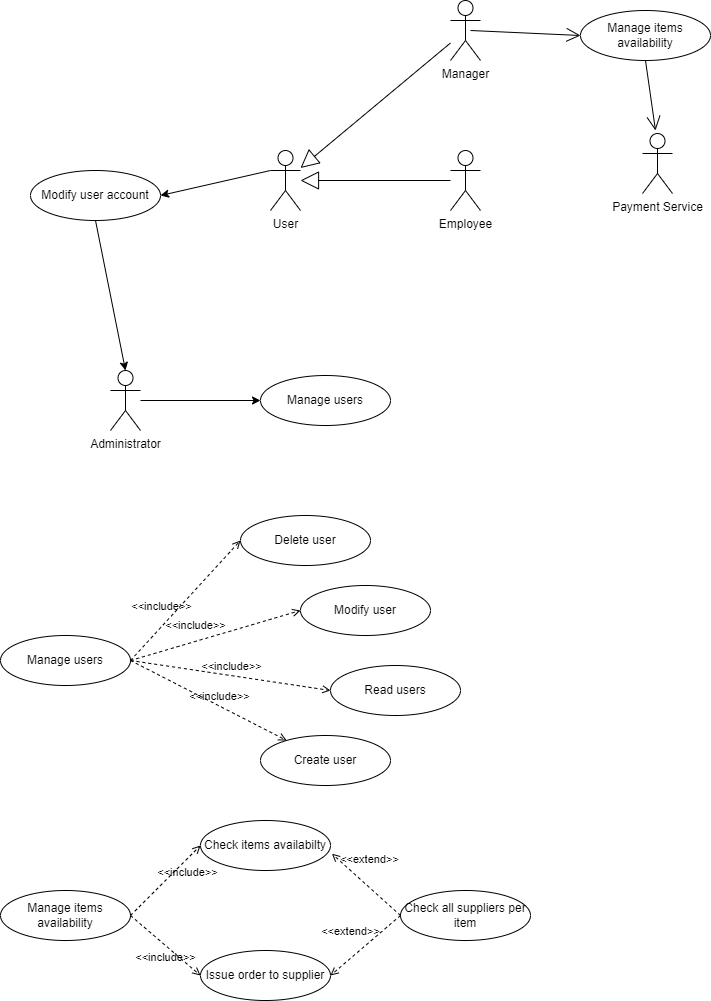 Manage items
availability
Manager
Payment Service
Modify user account
User
Employee
Manage users
Administrator
Delete user
<<include>>
Modify user
<<include>>
Manage users
<<include>>
Read users
<<include>>
Create user
Check items availabilty
<<extend>>
<<include>>
Manage items
availability
Check all suppliers per
item
<<extend>>
<<include>>
Issue order to supplier